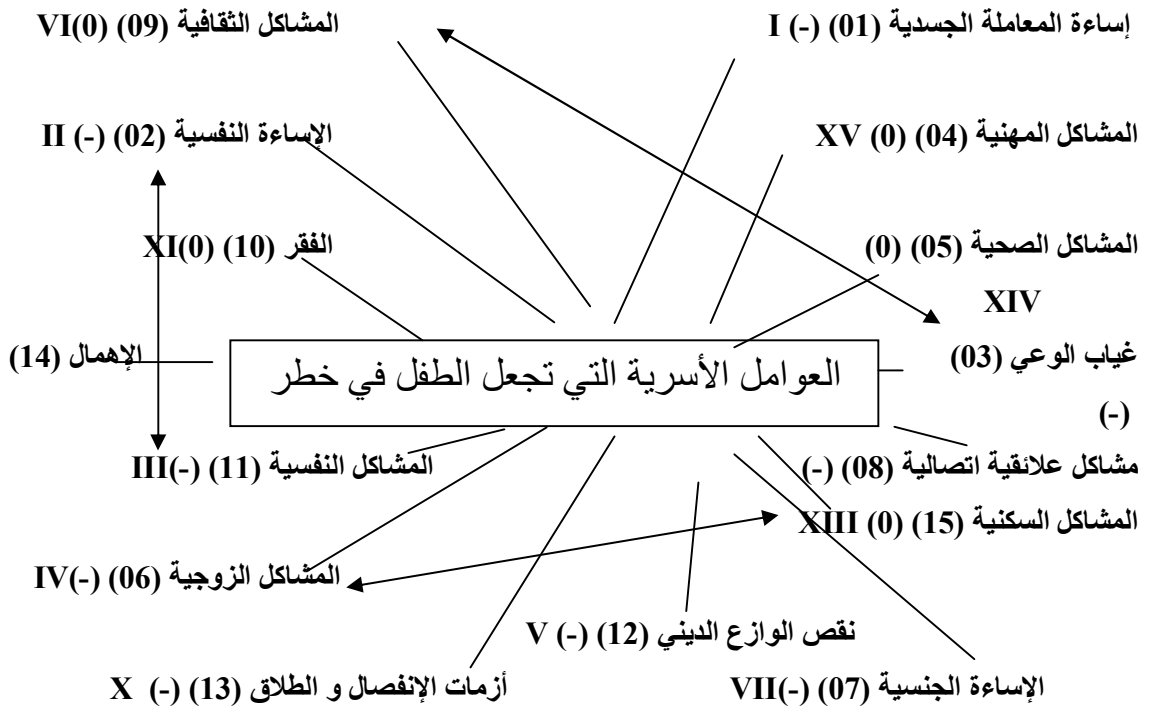 إساءة المعاملة الجسدية (01) (-) I
المشاكل الثقافية (09) (0)VI
المشاكل المهنية (04) (0) XV
الإساءة النفسية (02) (-) II
المشاكل الصحية (05) (0)
XIV
الفقر (10) (0)XI
غياب الوعي (03)
(-)
العوامل الأسرية التي تجعل الطفل في خطر
الإهمال (14)
مشاكل علائقية اتصالية (08) (-)
المشاكل النفسية (11) (-)III
المشاكل السكنية (15) (0) XIII
المشاكل الزوجية (06) (-)IV
نقص الوازع الديني (12) (-) V
الإساءة الجنسية (07) (-)VII
أزمات الإنفصال و الطلاق (13) (-) X